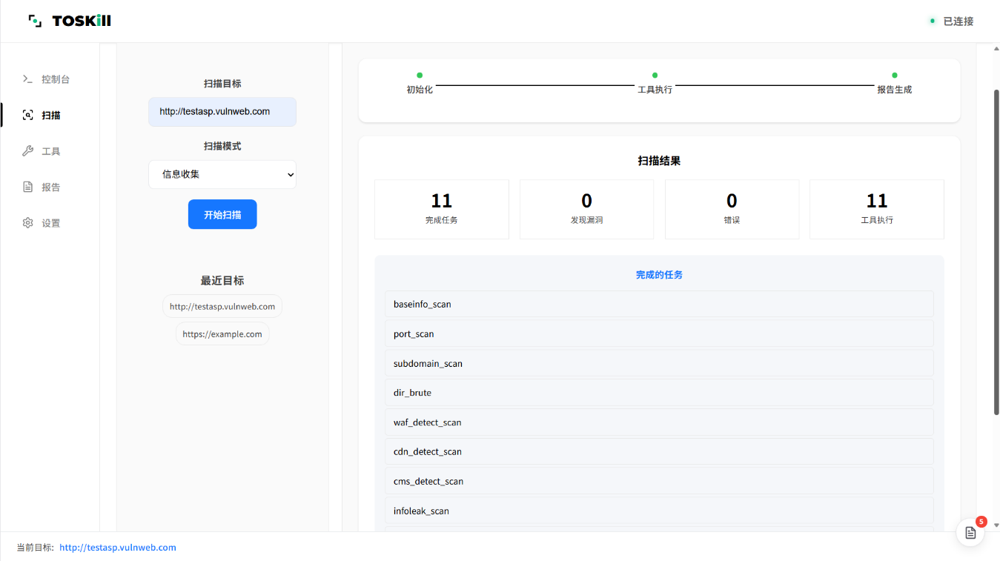 TOSKill
已连接
控制台
扫描
工具
报告
设置
扫描目标
http://testasp.vulnweb.com
扫描模式
信息收集
开始扫描
最近目标
http://testasp.vulnweb.com
https://example.com
初始化
工具执行
报告生成
扫描结果
11
完成任务
0
发现漏洞
0
错误
11
工具执行
完成的任务
baseinfo_scan
port_scan
subdomain_scan
dir_brute
waf_detect_scan
cdn_detect_scan
cms_detect_scan
infoleak_scan
5
当前目标: http://testasp.vulnweb.com